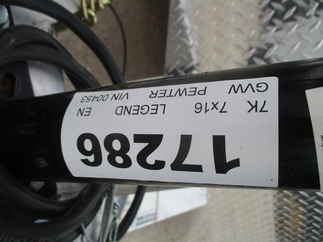 17286
7K 7x16 LEGEND EN
GVW PEWTER VIN 00453